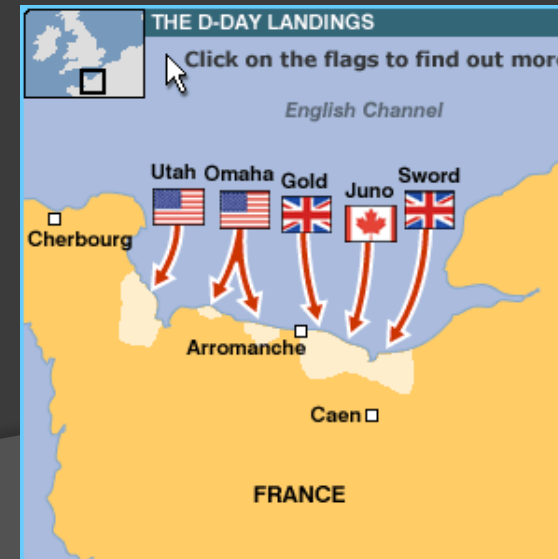 THE D-DAY LANDINGS
Click on the flags to find out mor
English Channel
Utah Omaha Gold Juno Sword
Cherbourg
Arromanche
Caen
FRANCE